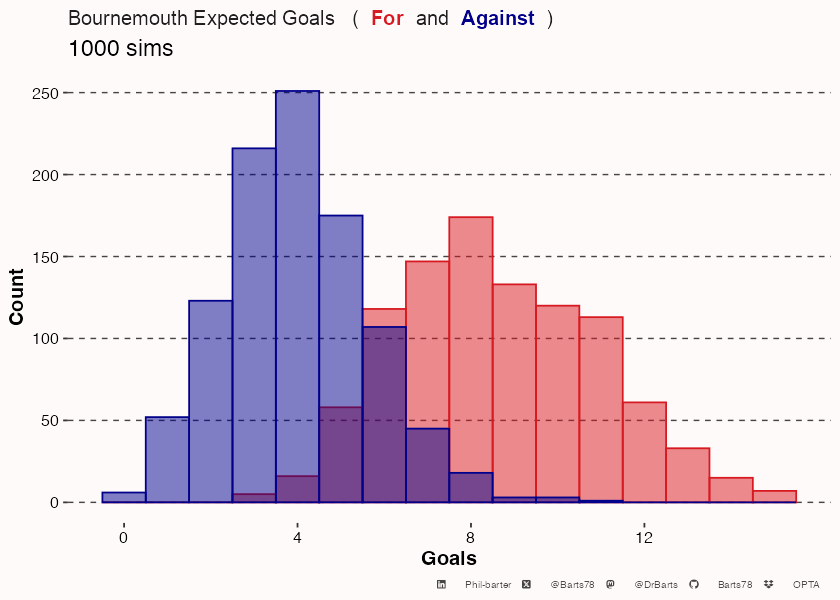 Bournemouth Expected Goals ( For and Against )
1000 sims
250
200
150
100
50
0
Count
0 4 8 12
Goals
Phil-barter @Barts78 @DrBarts Barts78 OPTA